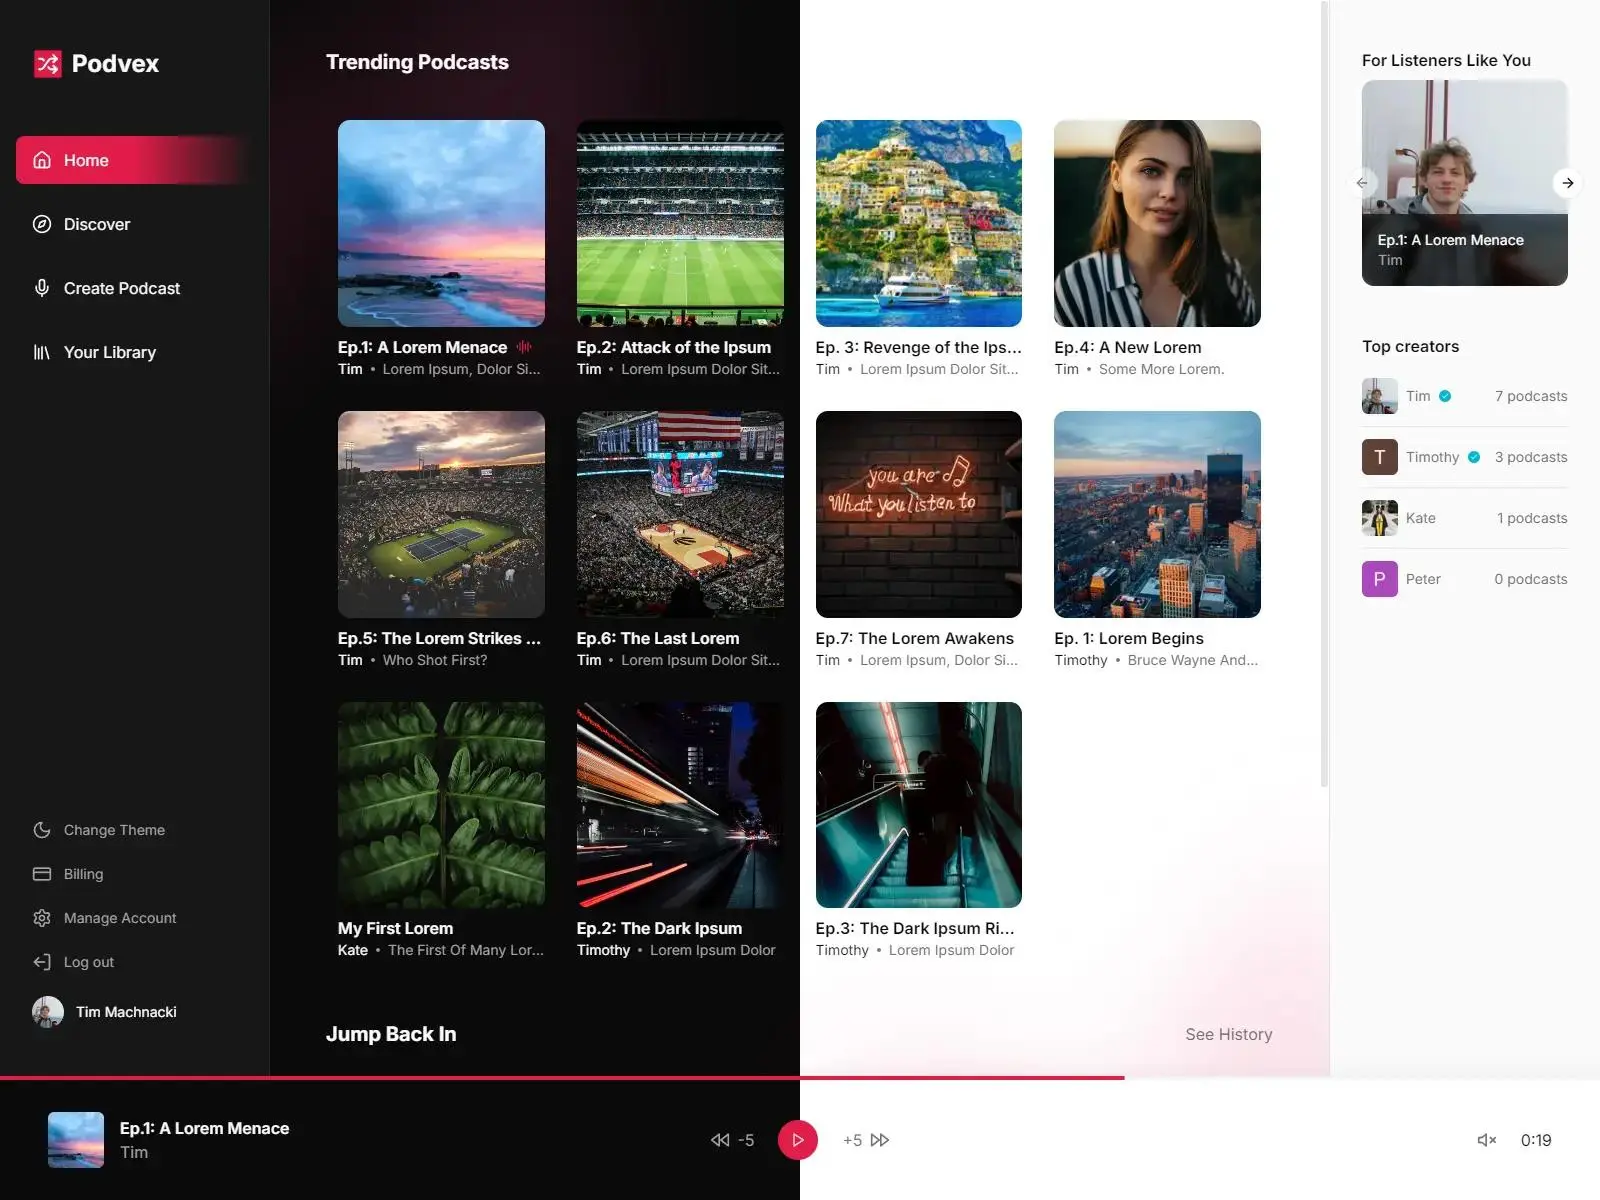 Podvex
Home
Discover
Create Podcast
Your Library
Change Theme
Billing
Manage Account
Log out
Tim Machnacki
Trending Podcasts
Ep.1: A Lorem Menace
Tim • Lorem Ipsum, Dolor Si...
Ep.2: Attack of the Ipsum
Tim • Lorem Ipsum Dolor Sit...
Ep. 3: Revenge of the Ips...
Tim • Lorem Ipsum Dolor Sit...
Ep.4: A New Lorem
Tim • Some More Lorem.
Ep.5: The Lorem Strikes ...
Tim • Who Shot First?
Ep.6: The Last Lorem
Tim • Lorem Ipsum Dolor Sit...
you are
What you listen to
Ep.7: The Lorem Awakens
Tim • Lorem Ipsum, Dolor Si...
Ep. 1: Lorem Begins
Timothy • Bruce Wayne And...
My First Lorem
Kate • The First Of Many Lor...
Ep.2: The Dark Ipsum
Timothy • Lorem Ipsum Dolor
Ep.3: The Dark Ipsum Ri...
Timothy • Lorem Ipsum Dolor
Jump Back In
See History
For Listeners Like You
Ep.1: A Lorem Menace
Tim
Top creators
Tim 7 podcasts
T Timothy 3 podcasts
Kate 1 podcasts
P Peter 0 podcasts
Ep.1: A Lorem Menace
Tim
-5
+5
0:19